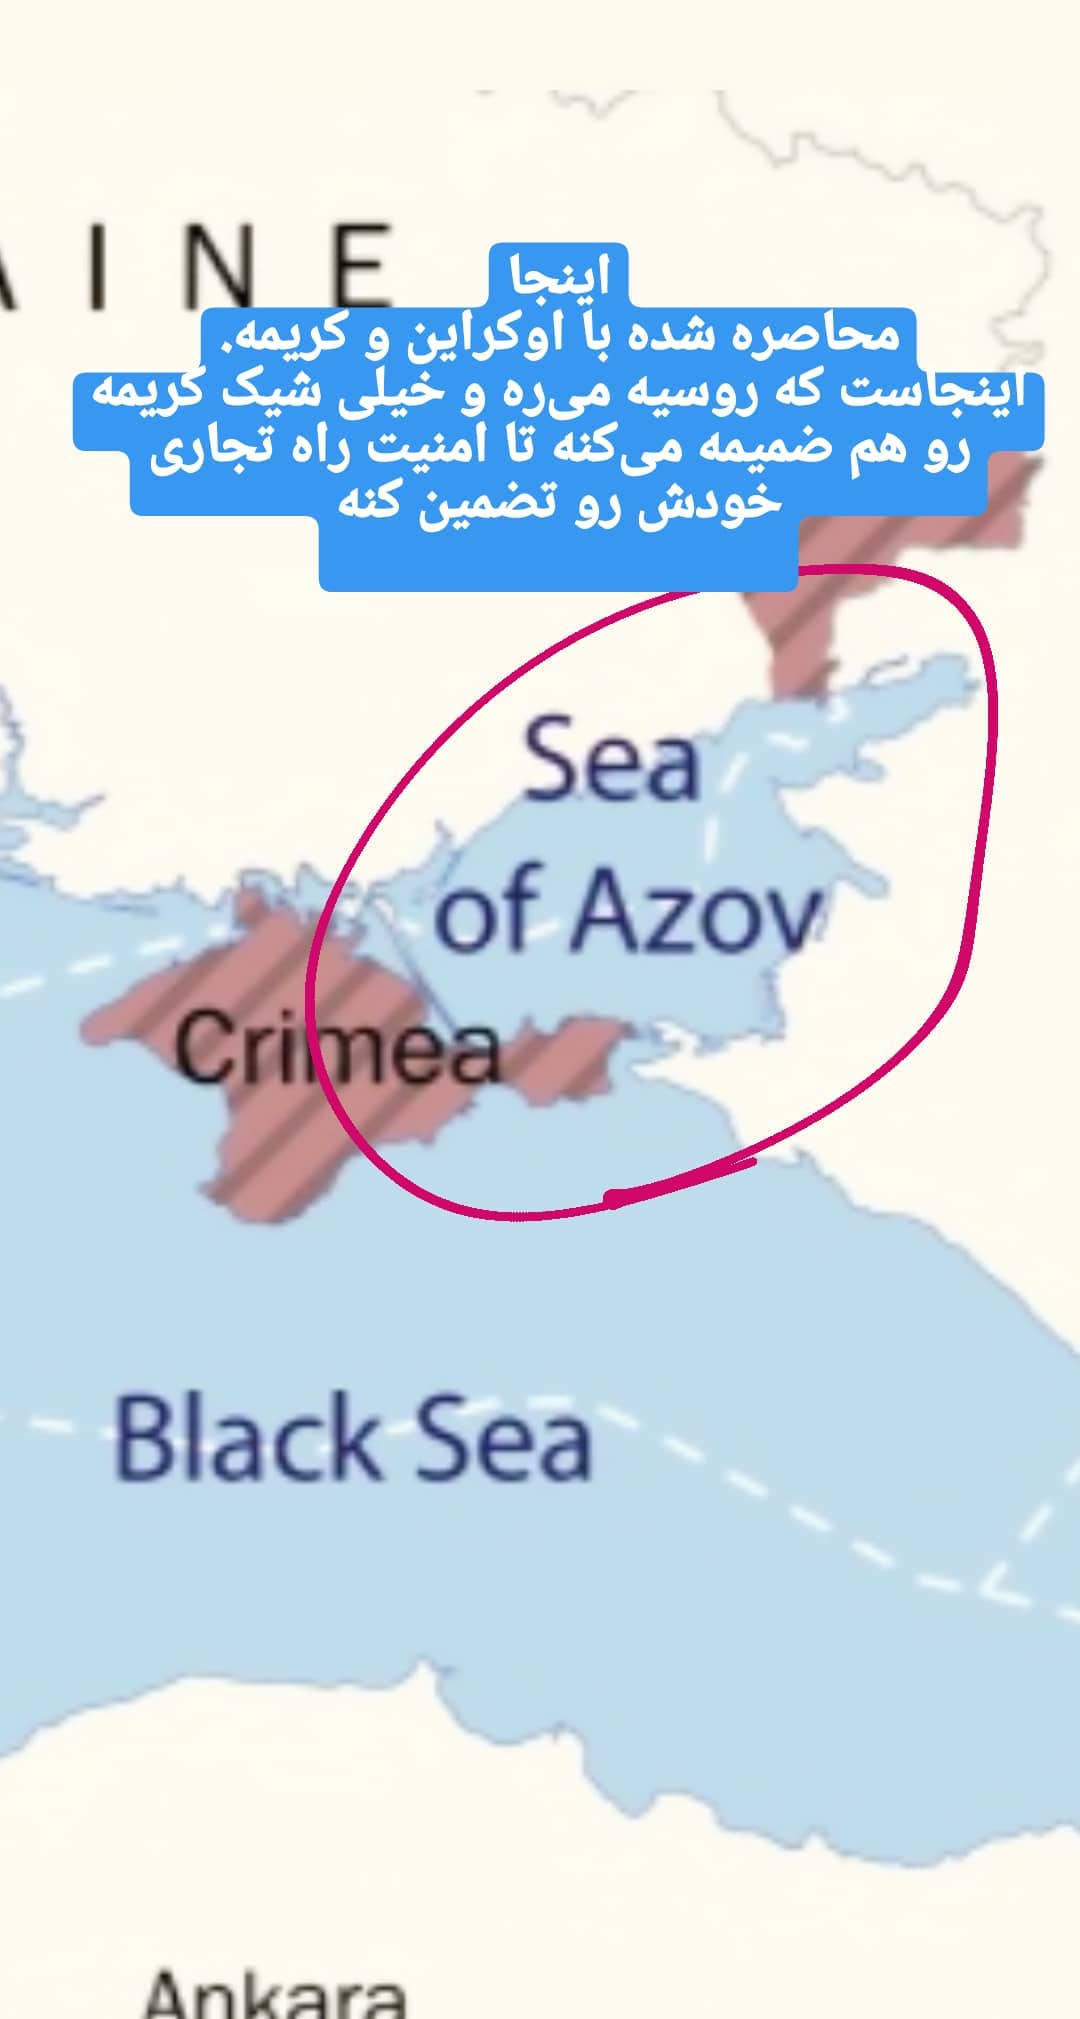 AINE
اینجا
محاصره شده با اوکراین و کریمه.
اینجاست که روسیه می‌ره و خیلی شیک کریمه
رو هم ضمیمه می‌کنه تا امنیت راه تجاری
خودش رو تضمین کنه
Sea
of Azov
Crimea
Black Sea
Ankara